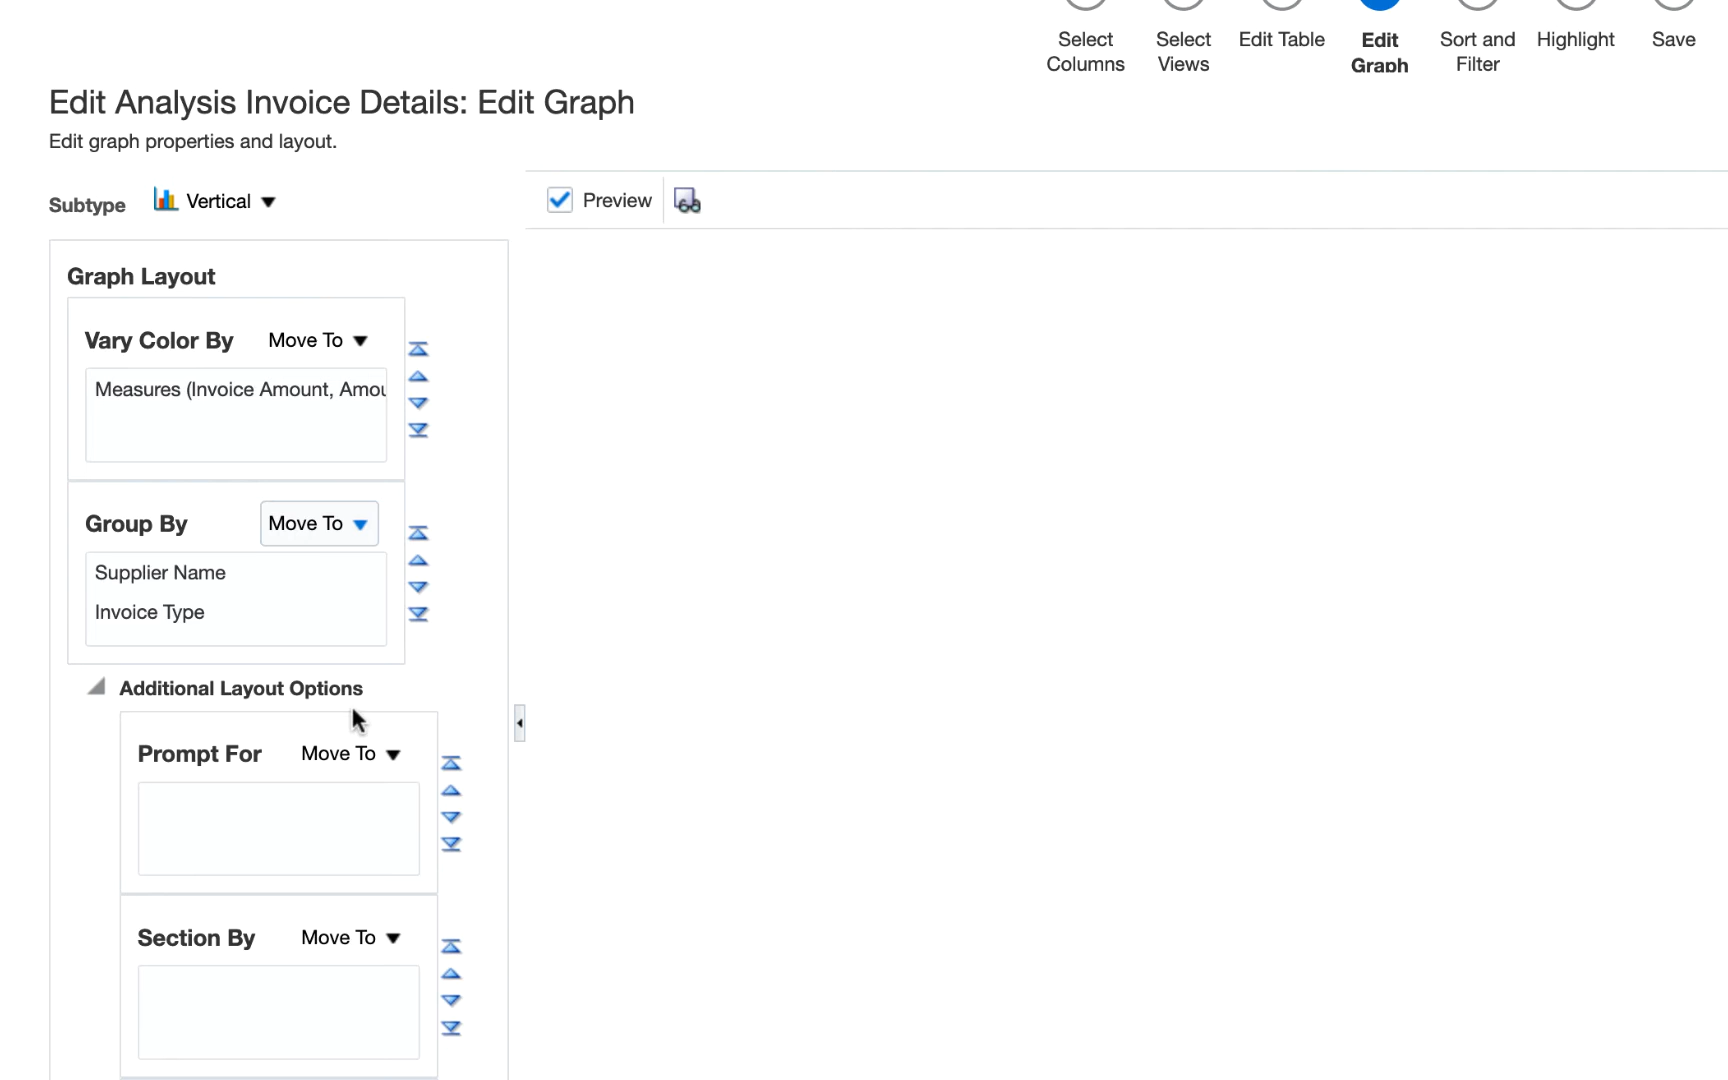 Select
Columns
Select
Views
Edit Table
Edit
Graph
Sort and
Filter
Highlight
Save
Edit Analysis Invoice Details: Edit Graph
Edit graph properties and layout.
Subtype
Vertical
Preview
Graph Layout
Vary Color By
Move To
Measures (Invoice Amount, Amou
Group By
Move To
Supplier Name
Invoice Type
Additional Layout Options
Prompt For
Move To
Section By
Move To